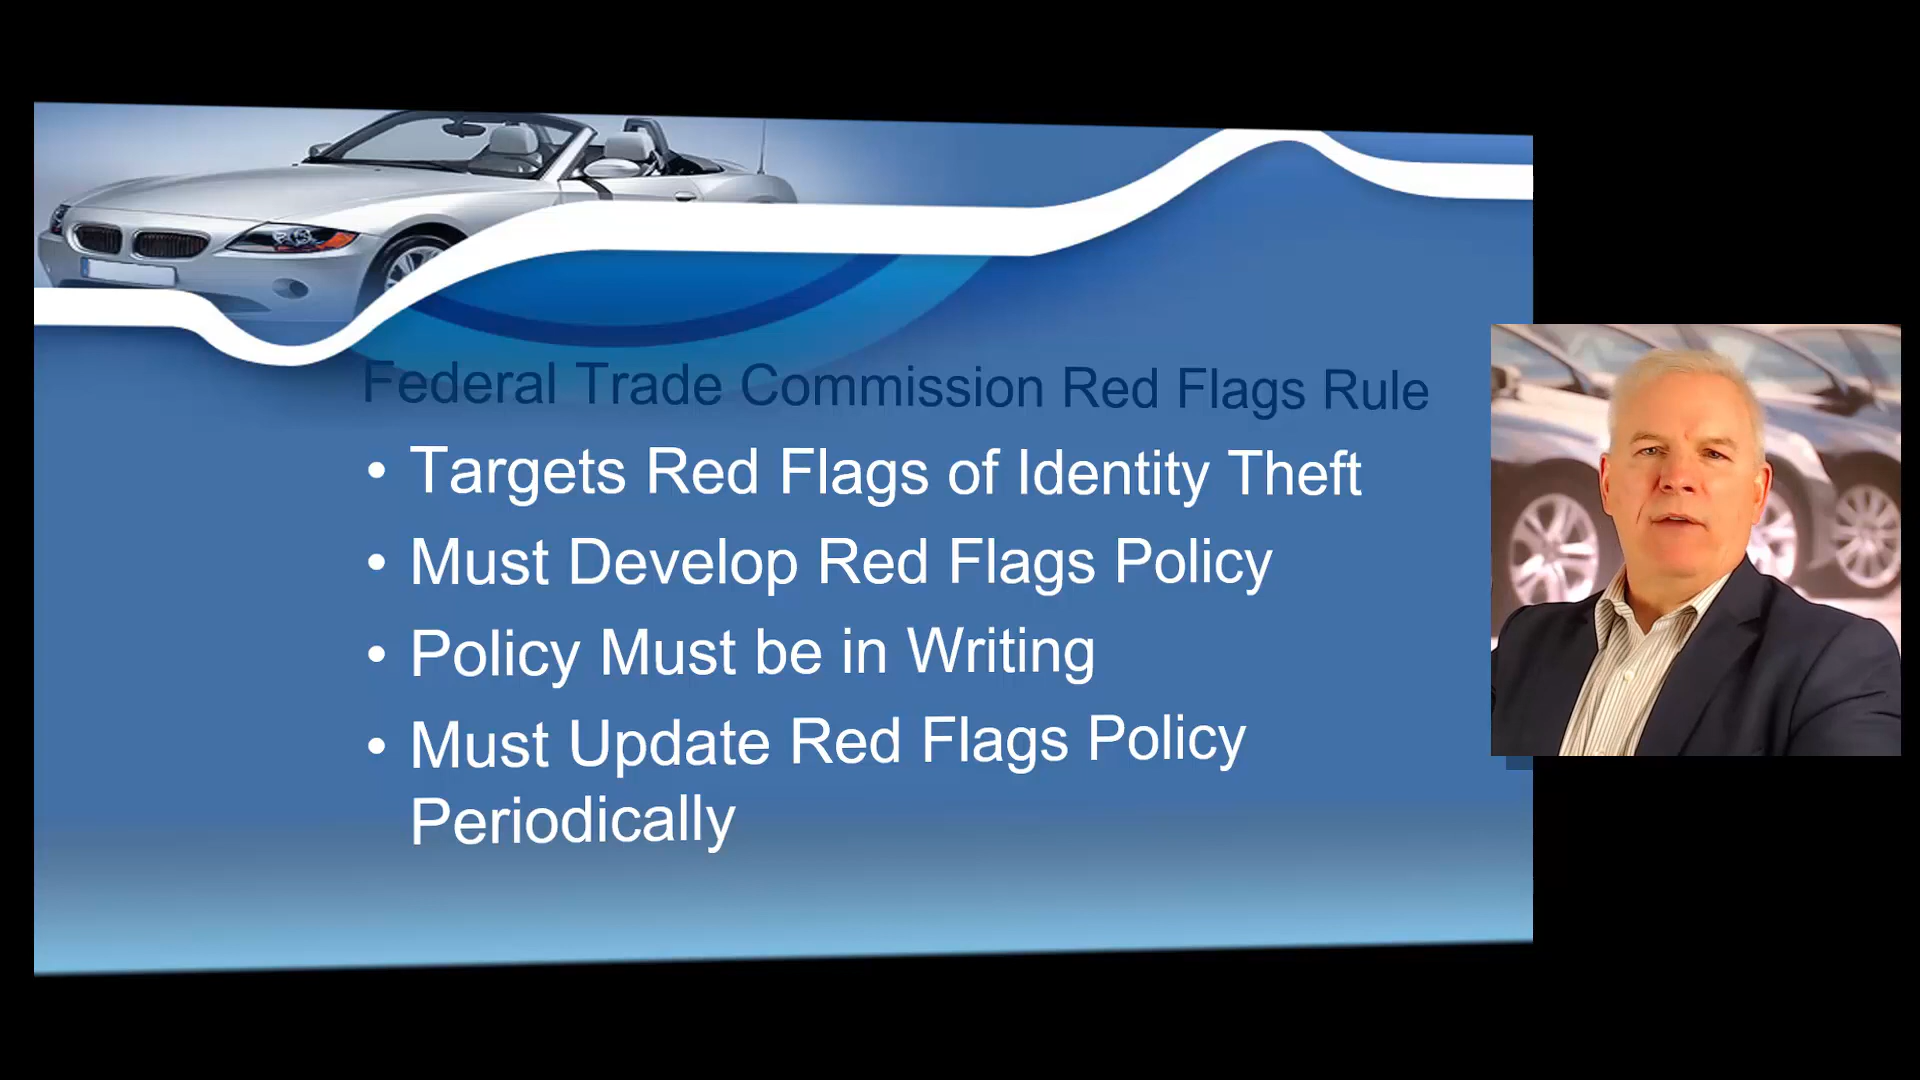 Federal Trade Commission Red Flags Rule
• Targets Red Flags of Identity Theft
• Must Develop Red Flags Policy
• Policy Must be in Writing
• Must Update Red Flags Policy
Periodically